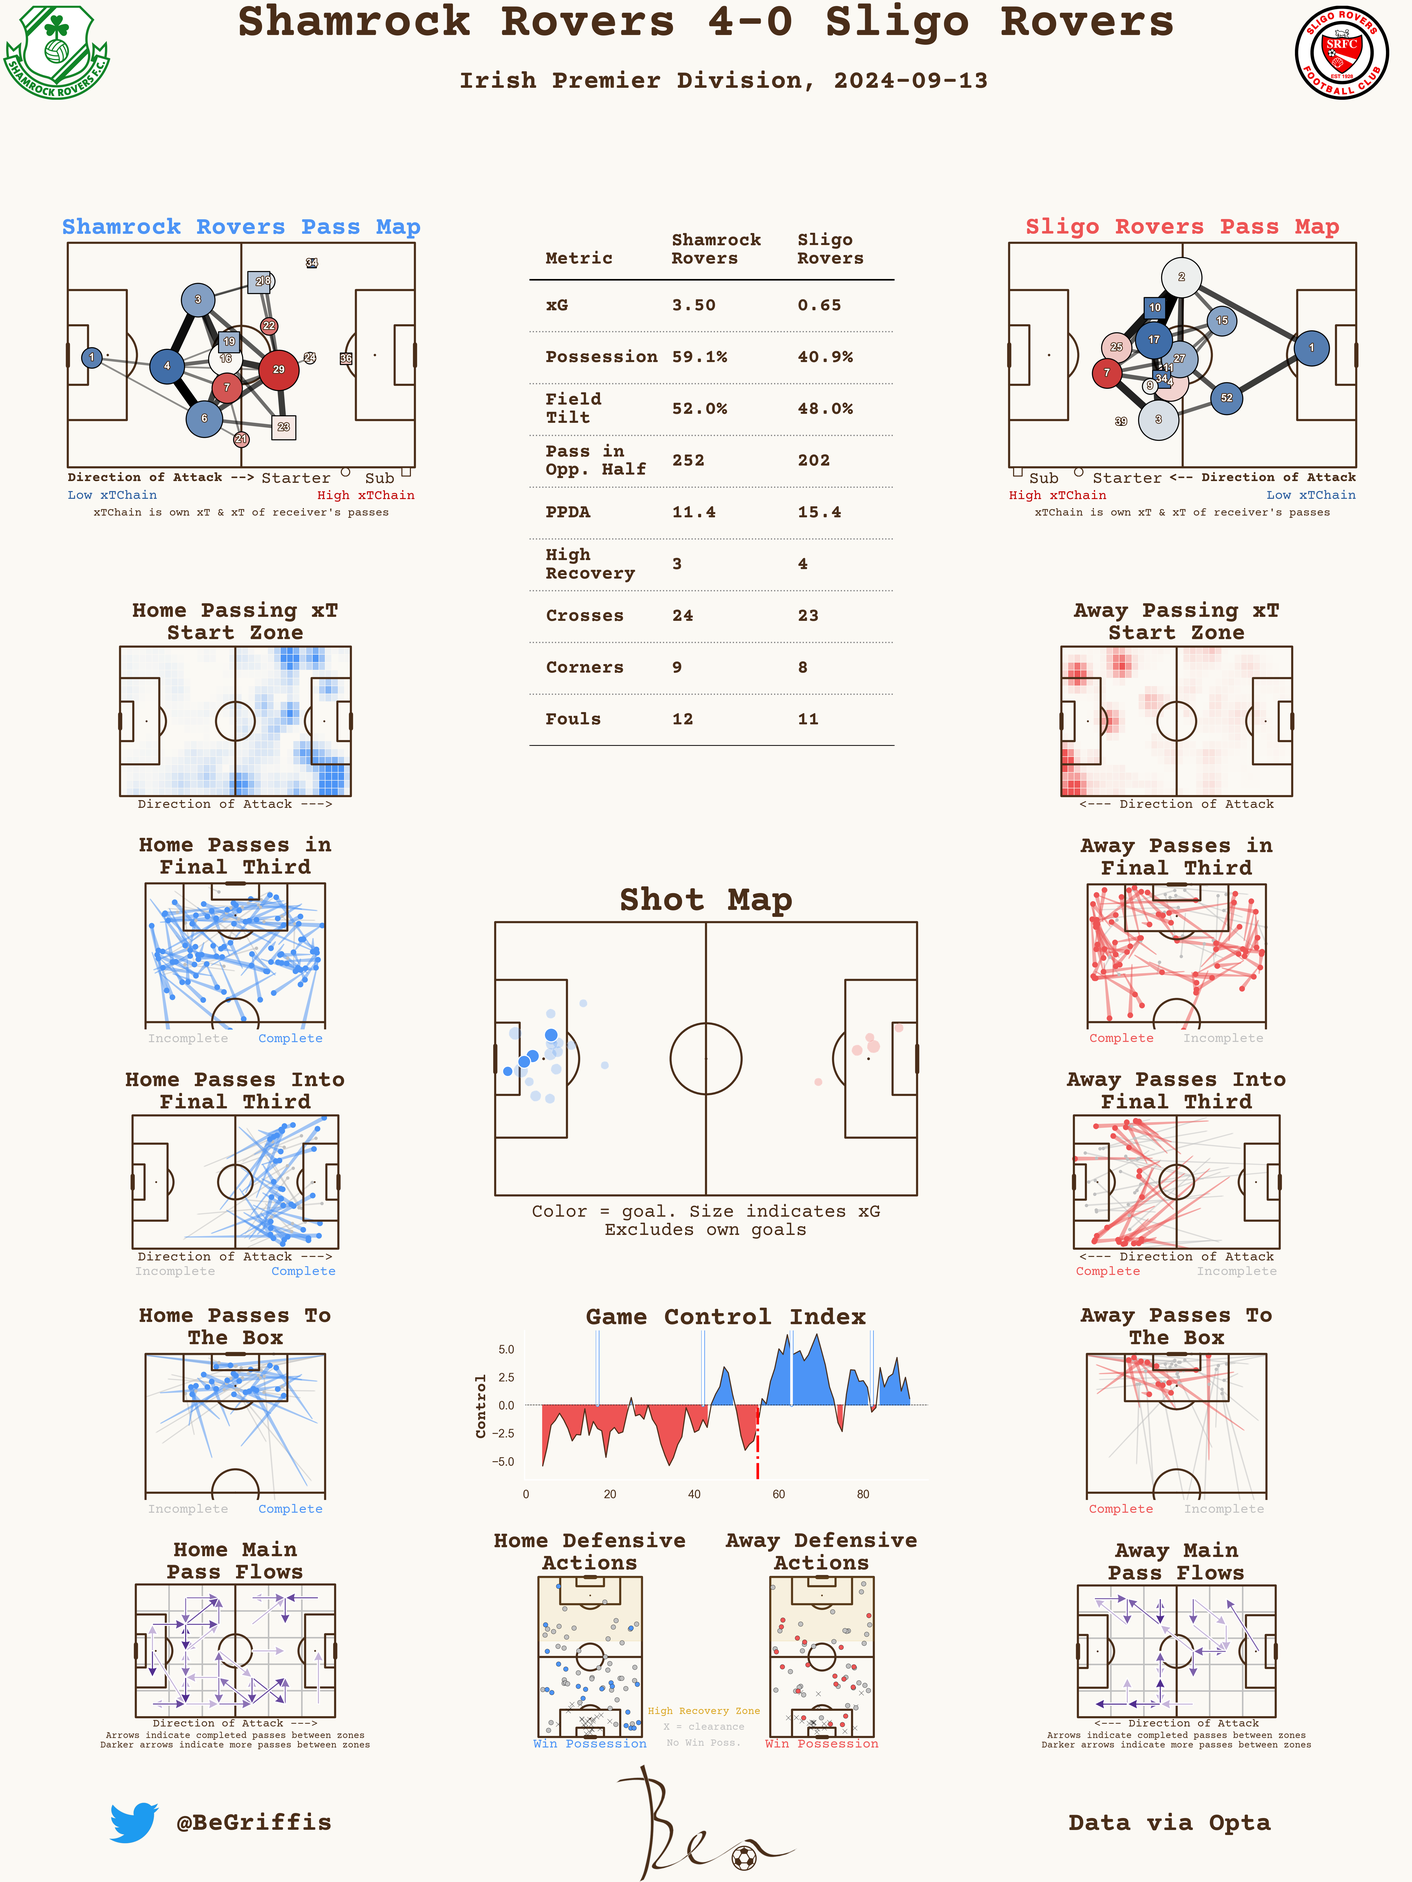 Shamrock Rovers 4-0 Sligo Rovers
Irish Premier Division, 2024-09-13
SHAMROCK ROVERS F.C.
SLIGO ROVERS
SRFC
EST 1928
FOOTBALL CLUB
Shamrock Rovers Pass Map
34
3
22
19
16
24
36
1
4
29
7
6
23
21
Direction of Attack --> Starter Sub
Low xTChain High xTChain
xTChain is own xT & xT of receiver's passes
Metric Shamrock Rovers Sligo Rovers
xG 3.50 0.65
Possession 59.1% 40.9%
Field Tilt 52.0% 48.0%
Pass in Opp. Half 252 202
PPDA 11.4 15.4
High Recovery 3 4
Crosses 24 23
Corners 9 8
Fouls 12 11
Sligo Rovers Pass Map
2
10
15
25
17
27
1
7
34
9
52
39
3
Sub Starter <-- Direction of Attack
High xTChain Low xTChain
xTChain is own xT & xT of receiver's passes
Home Passing xT
Start Zone
Direction of Attack --->
Away Passing xT
Start Zone
<--- Direction of Attack
Home Passes in
Final Third
Incomplete Complete
Away Passes in
Final Third
Complete Incomplete
Shot Map
Color = goal. Size indicates xG
Excludes own goals
Home Passes Into
Final Third
Direction of Attack --->
Incomplete Complete
Away Passes Into
Final Third
<--- Direction of Attack
Complete Incomplete
Home Passes To
The Box
Incomplete Complete
Game Control Index
Control
5.0
2.5
0.0
−2.5
−5.0
0 20 40 60 80
Away Passes To
The Box
Complete Incomplete
Home Main
Pass Flows
Direction of Attack --->
Arrows indicate completed passes between zones
Darker arrows indicate more passes between zones
Home Defensive
Actions
Win Possession
High Recovery Zone
X = clearance
No Win Poss.
Away Defensive
Actions
Win Possession
Away Main
Pass Flows
<--- Direction of Attack
Arrows indicate completed passes between zones
Darker arrows indicate more passes between zones
@BeGriffis
Ben
Data via Opta